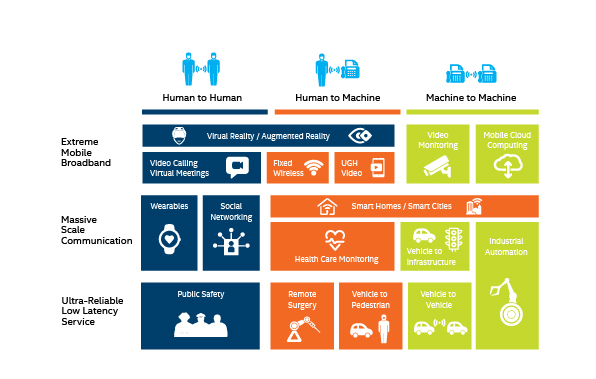 Human to Human
Human to Machine
Machine to Machine
Extreme
Mobile
Broadband
Virual Reality / Augmented Reality
Video
Monitoring
Mobile Cloud
Computing
Video Calling
Virtual Meetings
Fixed
Wireless
UGH
Video
Massive
Scale
Communication
Wearables
Social
Networking
Smart Homes / Smart Cities
Health Care Monitoring
Vehicle to
Infrastructure
Industrial
Automation
Ultra-Reliable
Low Latency
Service
Public Safety
Remote
Surgery
Vehicle to
Pedestrian
Vehicle to
Vehicle